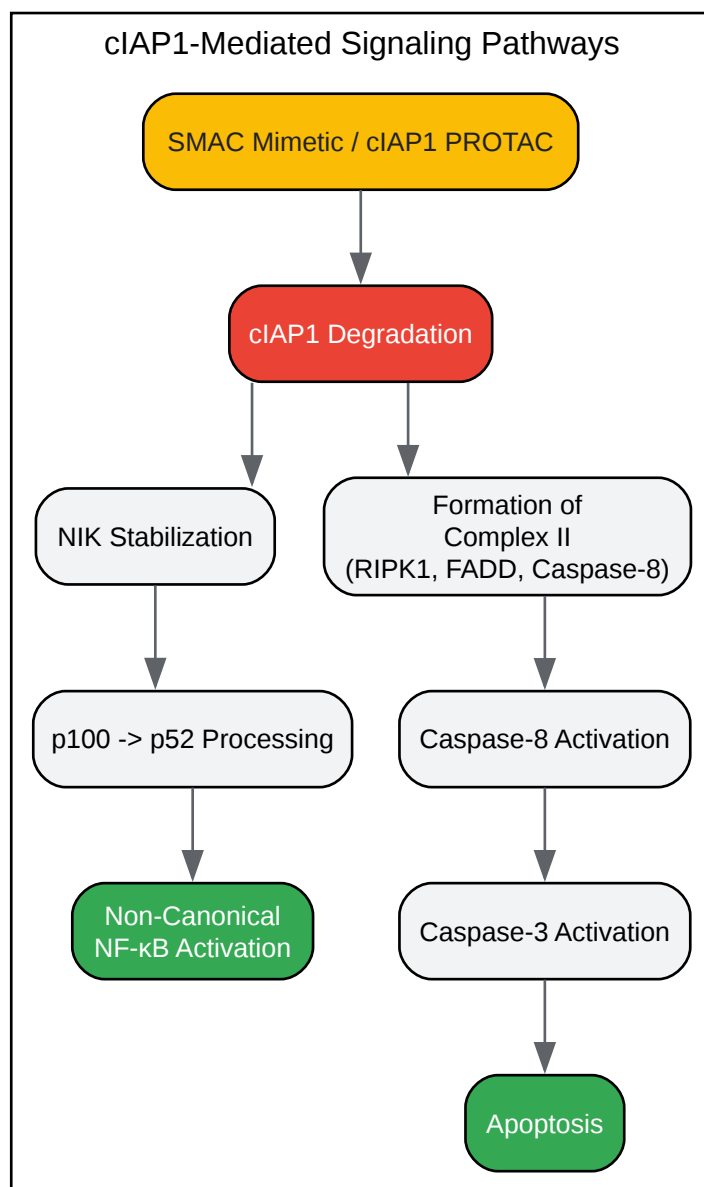 cIAP1-Mediated Signaling Pathways
SMAC Mimetic / cIAP1 PROTAC
cIAP1 Degradation
NIK Stabilization
Formation of
Complex II
(RIPK1, FADD, Caspase-8)
p100 -> p52 Processing
Caspase-8 Activation
Non-Canonical
NF-κB Activation
Caspase-3 Activation
Apoptosis